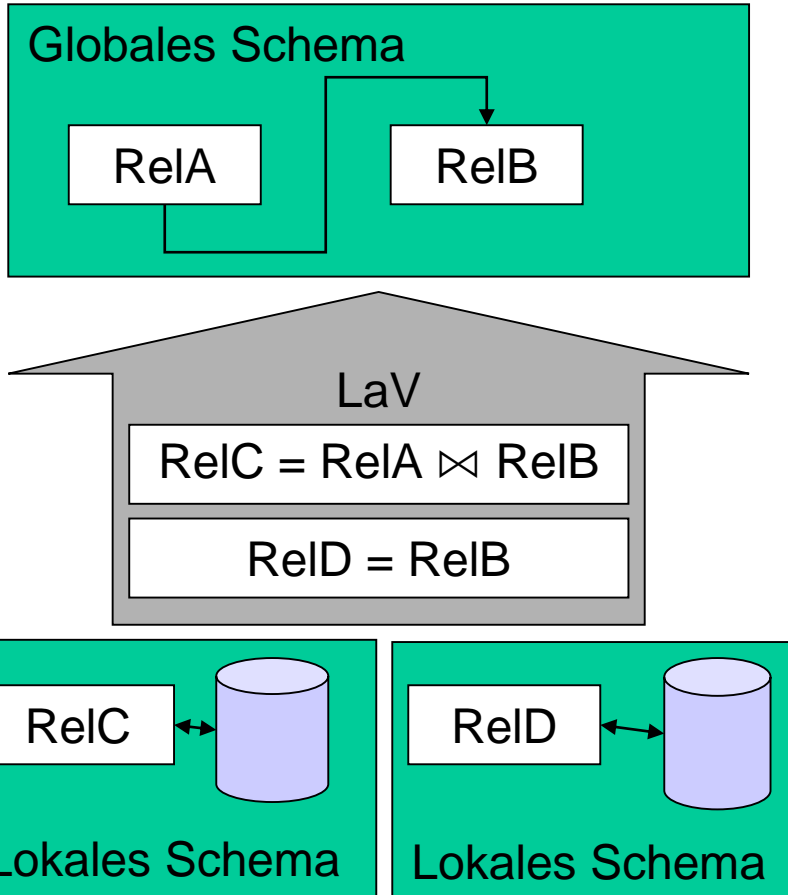 Globales Schema
RelA
RelB
LaV
RelC = RelA ⋈ RelB
RelD = RelB
RelC
RelD
Lokales Schema
Lokales Schema